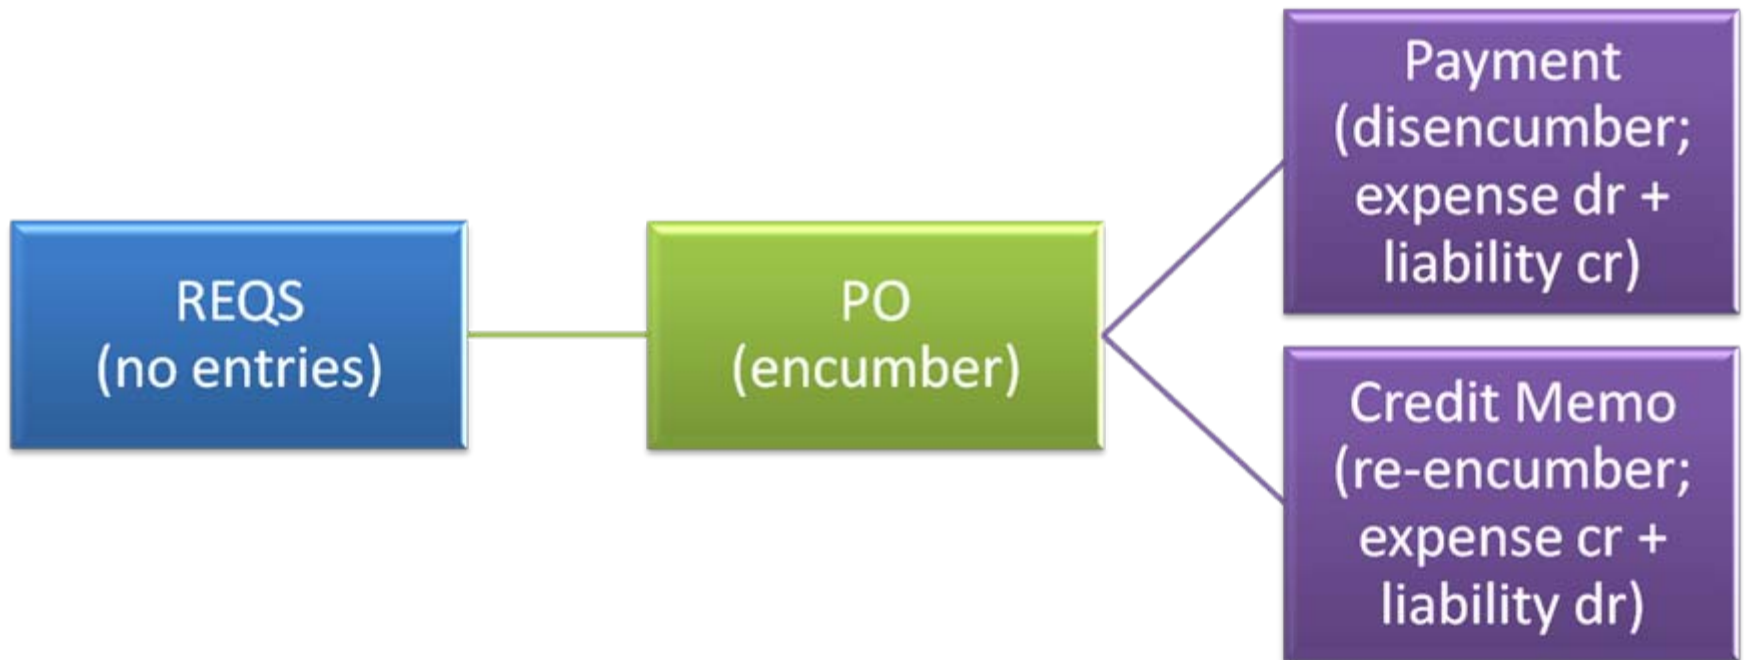 REQS
(no entries)
PO
(encumber)
Payment
(disencumber;
expense dr +
liability cr)
Credit Memo
(re-encumber;
expense cr +
liability dr)